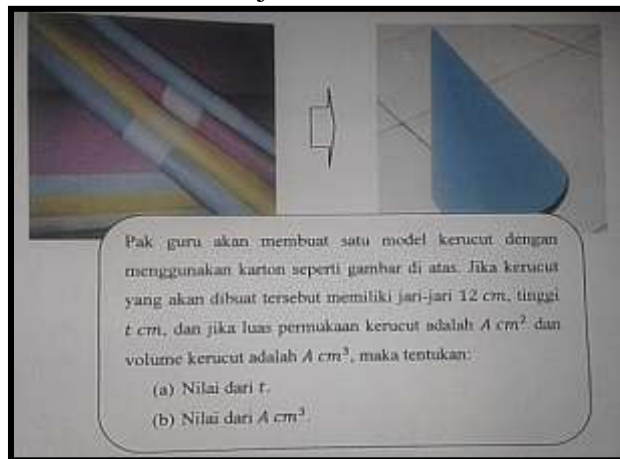 Pak guru akan membuat satu model kerucut dengan
menggunakan karton seperti gambar di atas. Jika kerucut
yang akan dibuat tersebut memiliki jari-jari 12 cm, tinggi
t cm, dan jika luas permukaan kerucut adalah A cm² dan
volume kerucut adalah A cm³, maka tentukan:
(a) Nilai dari t.
(b) Nilai dari A cm³.